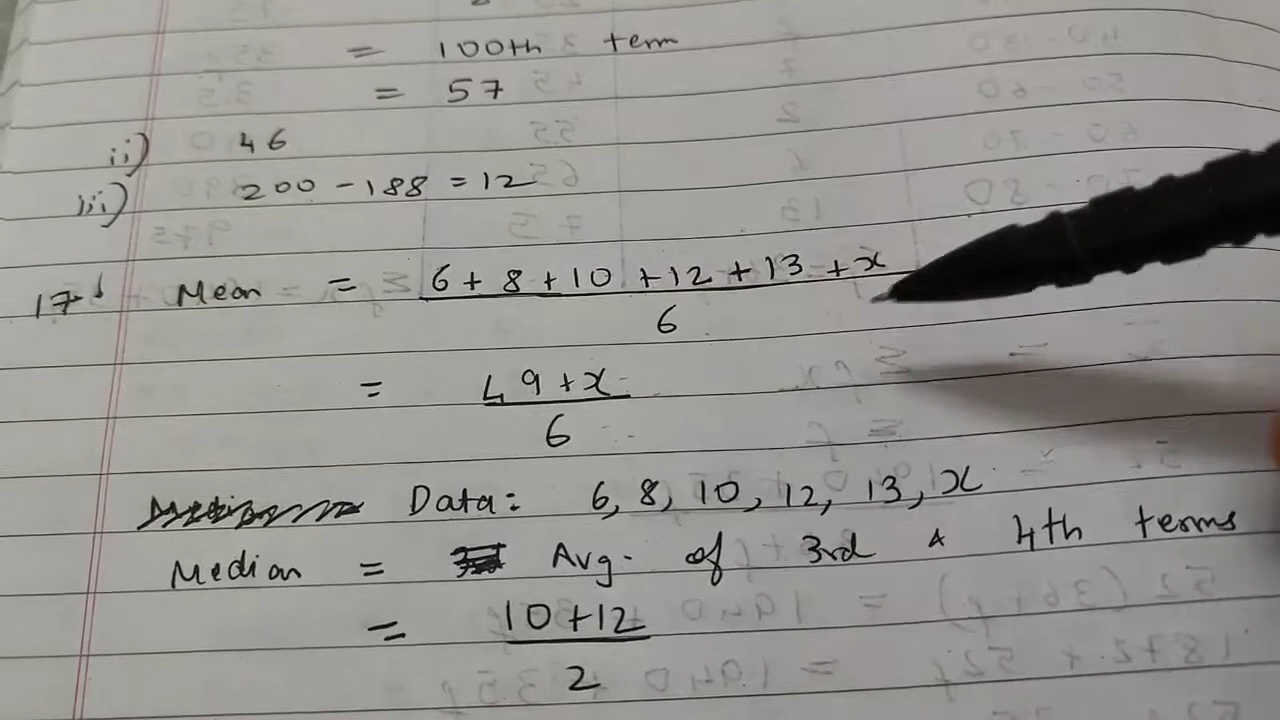 = 100th term
= 57
ii) 46
iii) 200 - 188 = 12
17. Mean = 6 + 8 + 10 + 12 + 13 + x
6
= 49 + x
6
Data: 6, 8, 10, 12, 13, x
Median = Avg. of 3rd & 4th terms
= 10 + 12
2